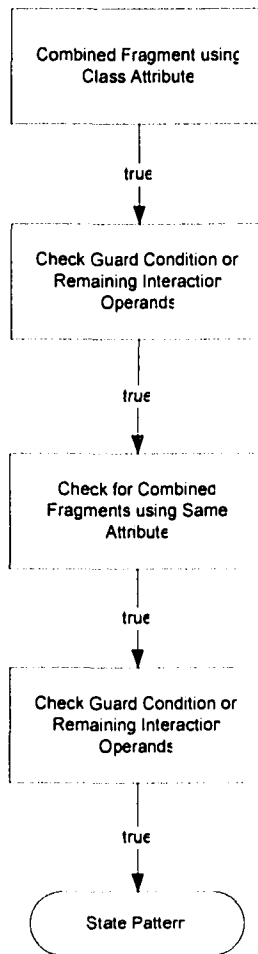 Combined Fragment using
Class Attribute
true
Check Guard Condition or
Remaining Interaction
Operands
true
Check for Combined
Fragments using Same
Attribute
true
Check Guard Condition or
Remaining Interaction
Operands
true
State Pattern